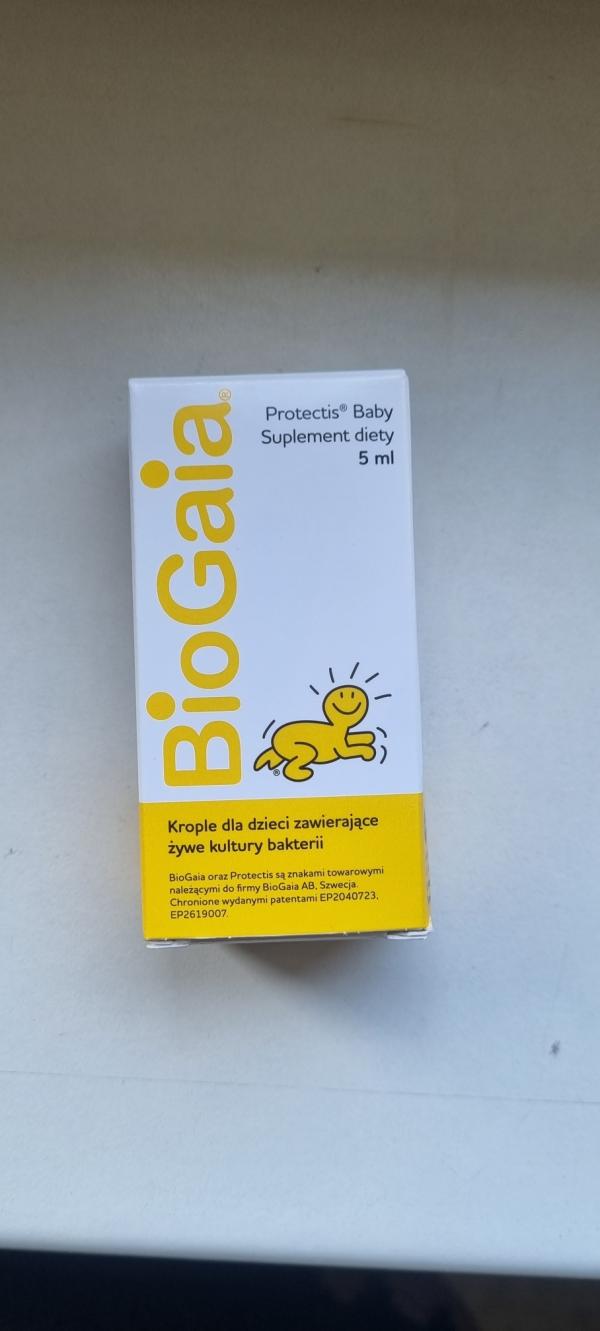 BioGaia®
Protectis® Baby
Suplement diety
5 ml
®
Krople dla dzieci zawierające
żywe kultury bakterii
BioGaia oraz Protectis są znakami towarowymi
należącymi do firmy BioGaia AB, Szwecja.
Chronione wydanymi patentami EP2040723,
EP2619007.